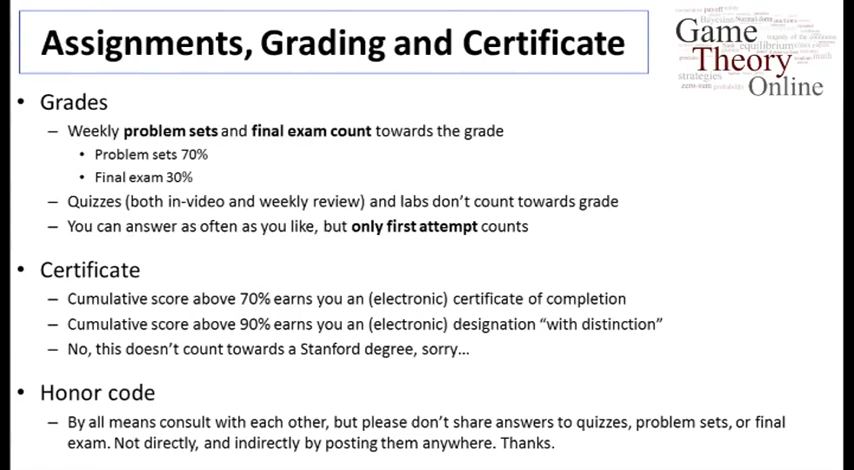 Assignments, Grading and Certificate
Game
Theory
Online
equilibrium
strategies
zero-sum
math
• Grades
– Weekly problem sets and final exam count towards the grade
• Problem sets 70%
• Final exam 30%
– Quizzes (both in-video and weekly review) and labs don’t count towards grade
– You can answer as often as you like, but only first attempt counts
• Certificate
– Cumulative score above 70% earns you an (electronic) certificate of completion
– Cumulative score above 90% earns you an (electronic) designation “with distinction”
– No, this doesn’t count towards a Stanford degree, sorry…
• Honor code
– By all means consult with each other, but please don’t share answers to quizzes, problem sets, or final
exam. Not directly, and indirectly by posting them anywhere. Thanks.